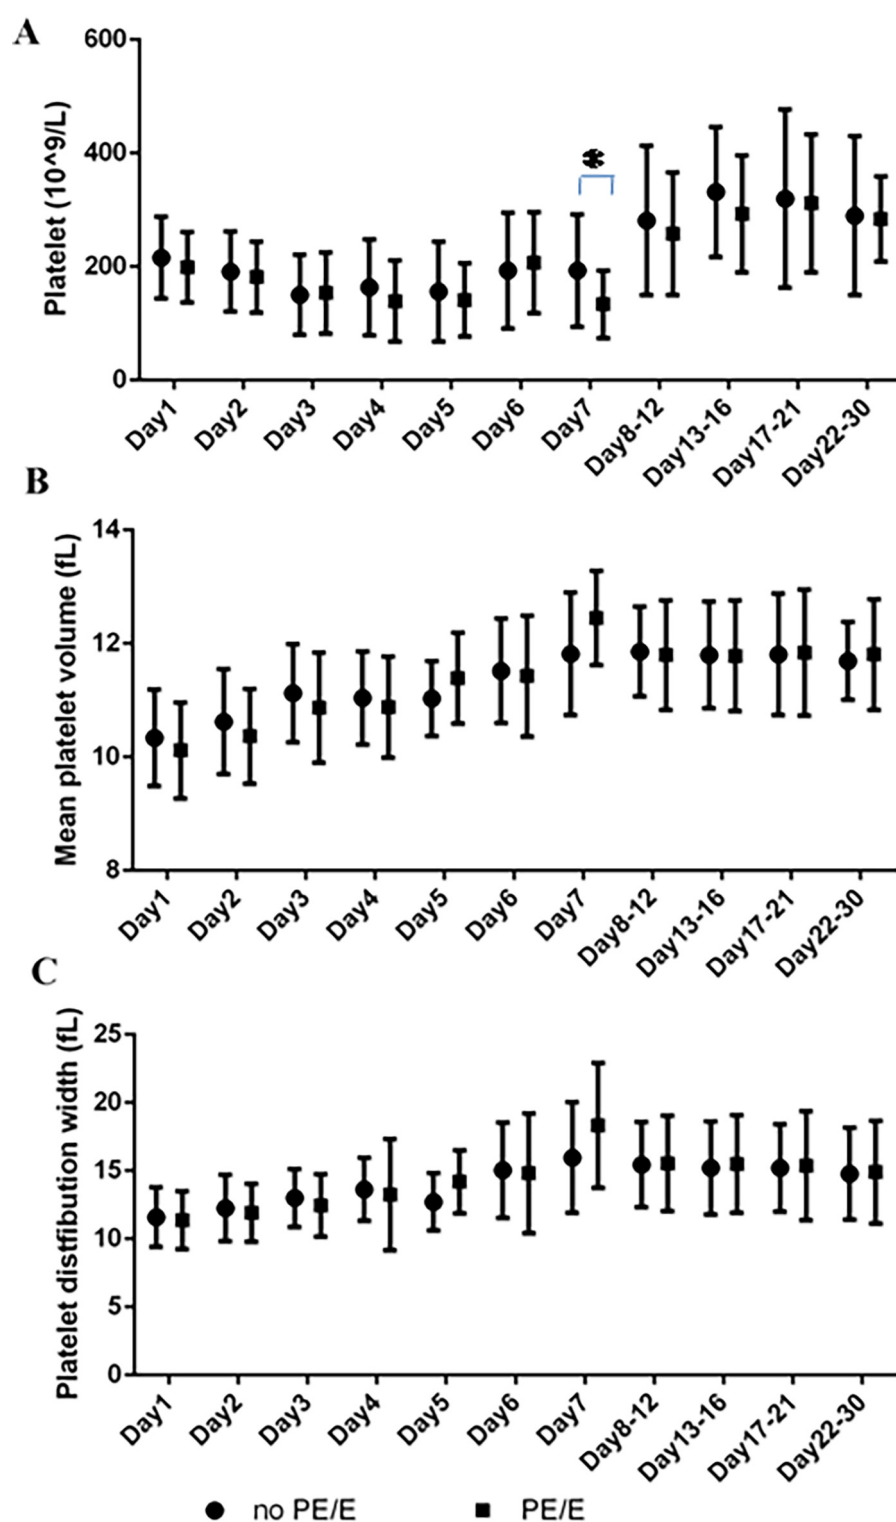 A
Platelet (10^9/L)
600
400
200
0
*
Day1
Day2
Day3
Day4
Day5
Day6
Day7
Day8-12
Day13-16
Day17-21
Day22-30
B
Mean platelet volume (fL)
14
12
10
8
Day1
Day2
Day3
Day4
Day5
Day6
Day7
Day8-12
Day13-16
Day17-21
Day22-30
C
Platelet distfibution width (fL)
25
20
15
10
5
0
Day1
Day2
Day3
Day4
Day5
Day6
Day7
Day8-12
Day13-16
Day17-21
Day22-30
no PE/E
PE/E